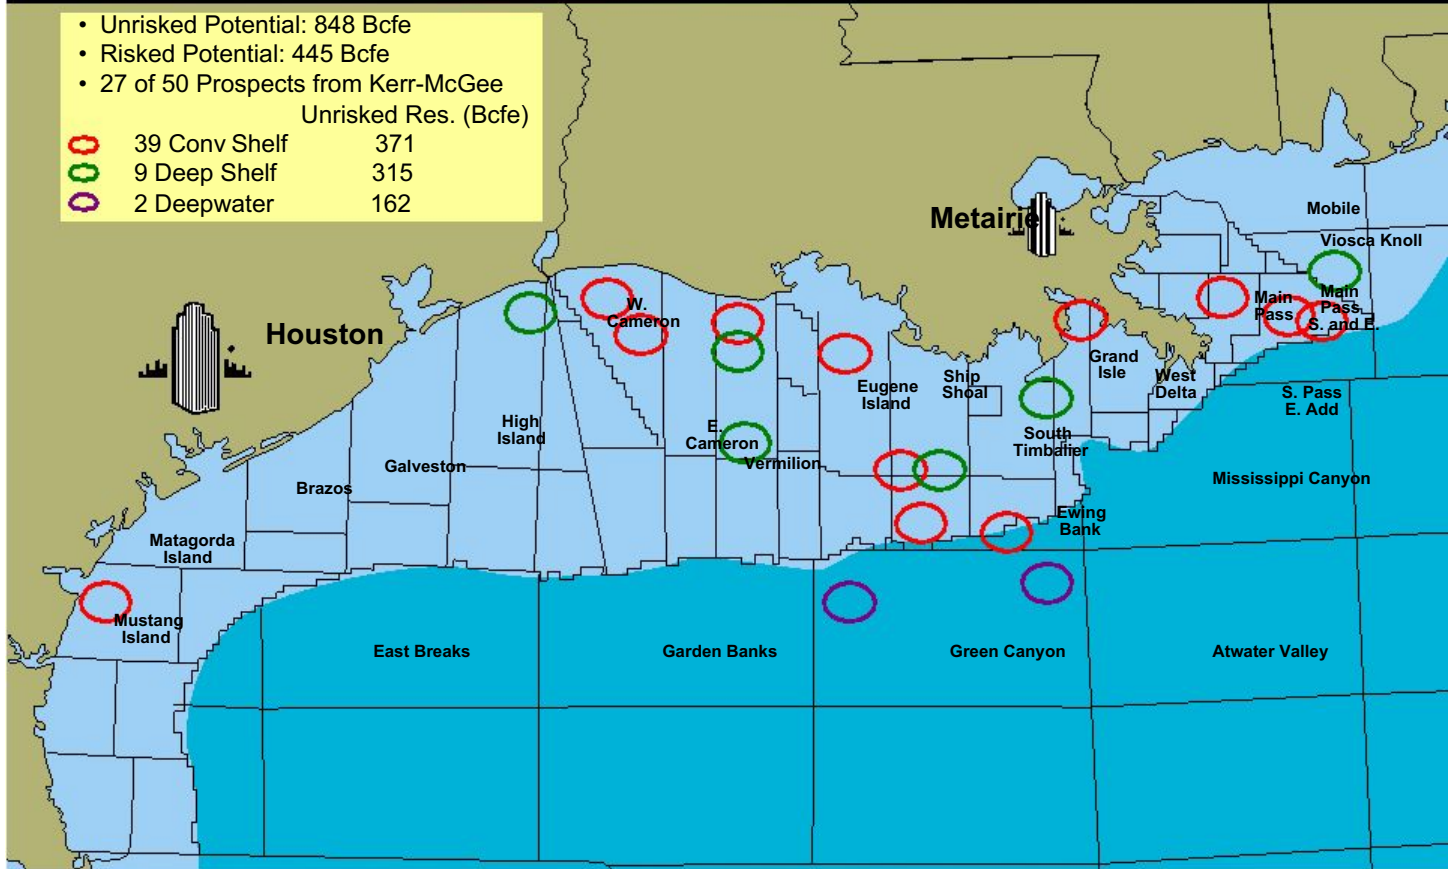 • Unrisked Potential: 848 Bcfe
• Risked Potential: 445 Bcfe
• 27 of 50 Prospects from Kerr-McGee
Unrisked Res. (Bcfe)
39 Conv Shelf 371
9 Deep Shelf 315
2 Deepwater 162
Metairie
Mobile
Viosca Knoll
Houston
W.
Cameron
Main
Pass
Main
Pass
S. and E.
Grand
Isle
West
Delta
Ship
Shoal
Eugene
Island
S. Pass
E. Add
High
Island
E.
Cameron
Vermilion
South
Timbalier
Galveston
Brazos
Mississippi Canyon
Matagorda
Island
Ewing
Bank
Mustang
Island
East Breaks
Garden Banks
Green Canyon
Atwater Valley